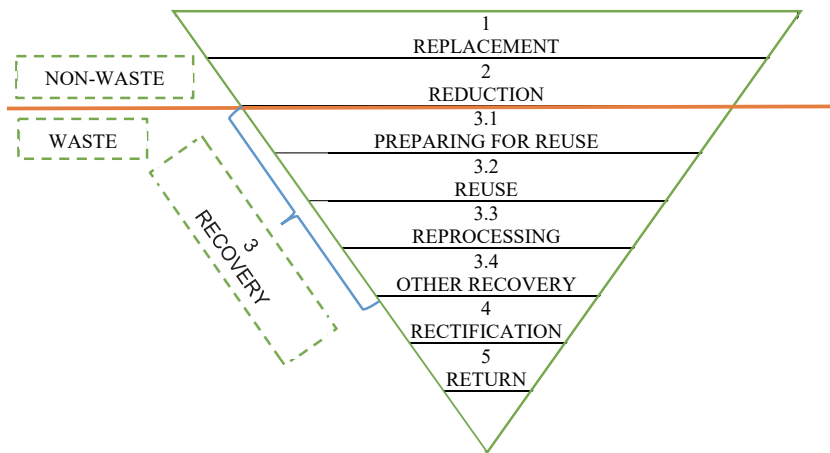 1
REPLACEMENT
2
REDUCTION
NON-WASTE
WASTE
3
RECOVERY
3.1
PREPARING FOR REUSE
3.2
REUSE
3.3
REPROCESSING
3.4
OTHER RECOVERY
4
RECTIFICATION
5
RETURN